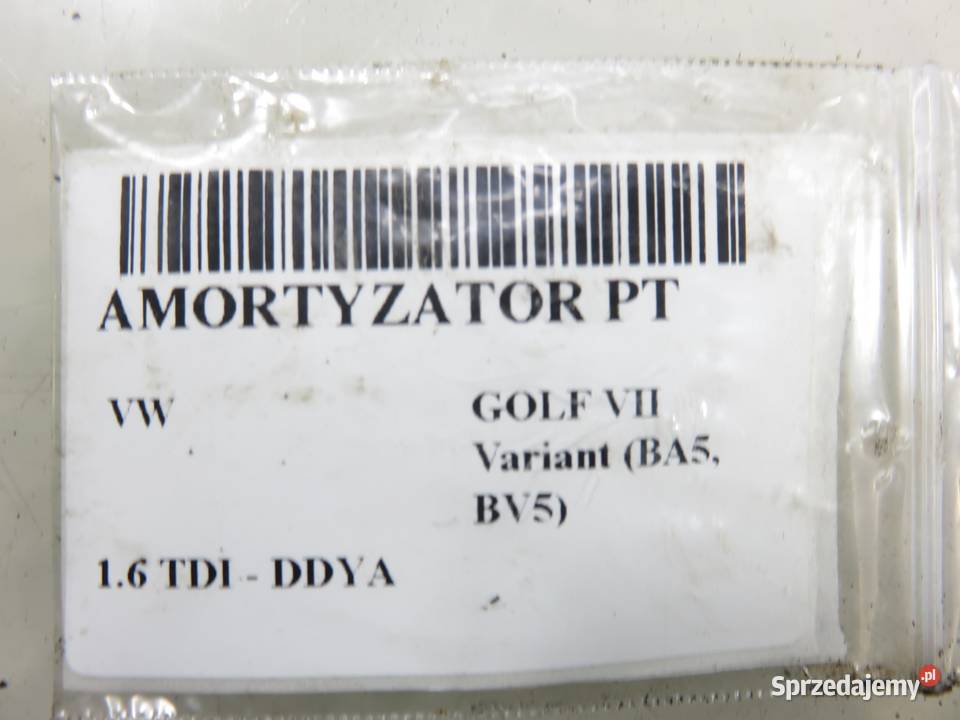 AMORTYZATOR PT
VW
GOLF VII
Variant (BA5,
BV5)
1.6 TDI - DDYA
Sprzedajemy.pl